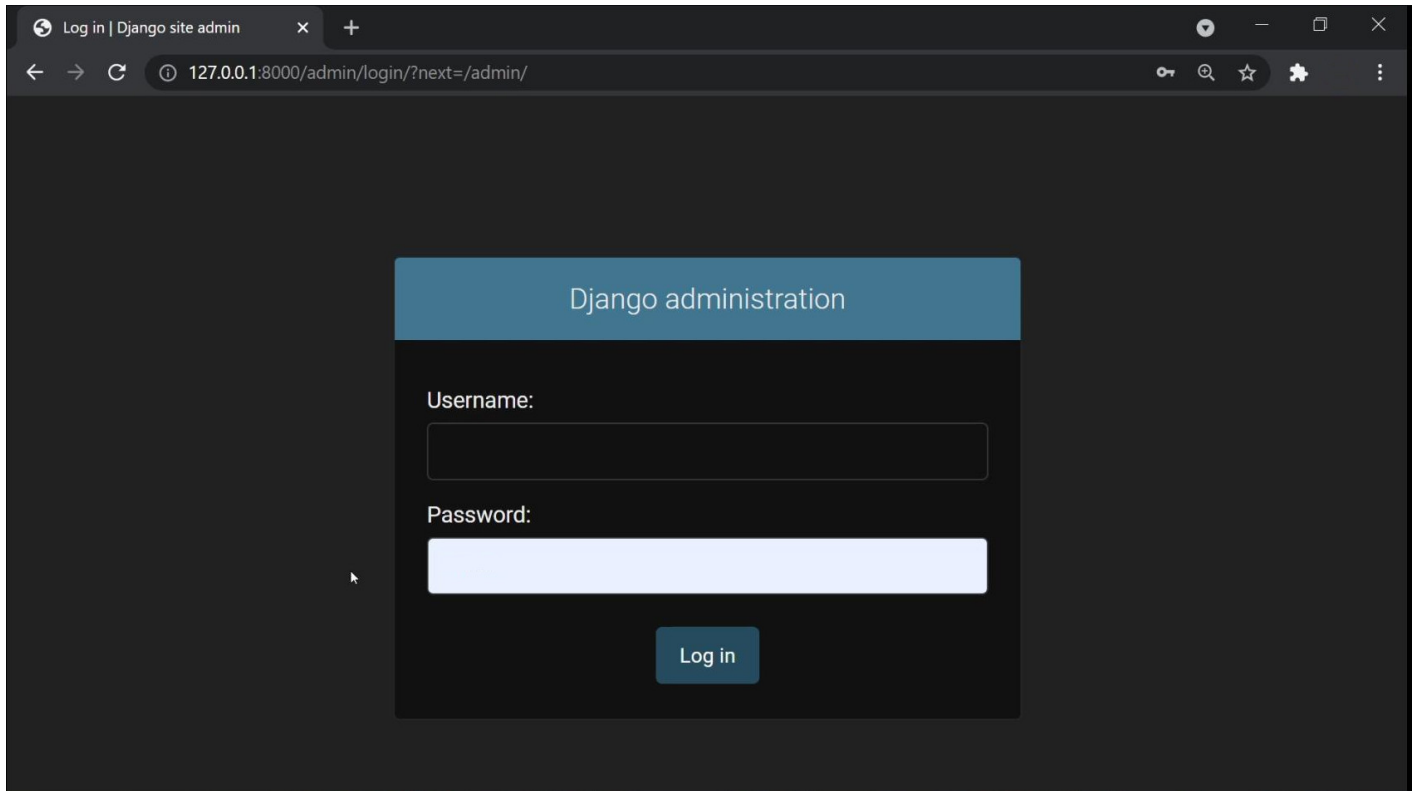 Log in | Django site admin
127.0.0.1:8000/admin/login/?next=/admin/
Django administration
Username:
Password:
Log in